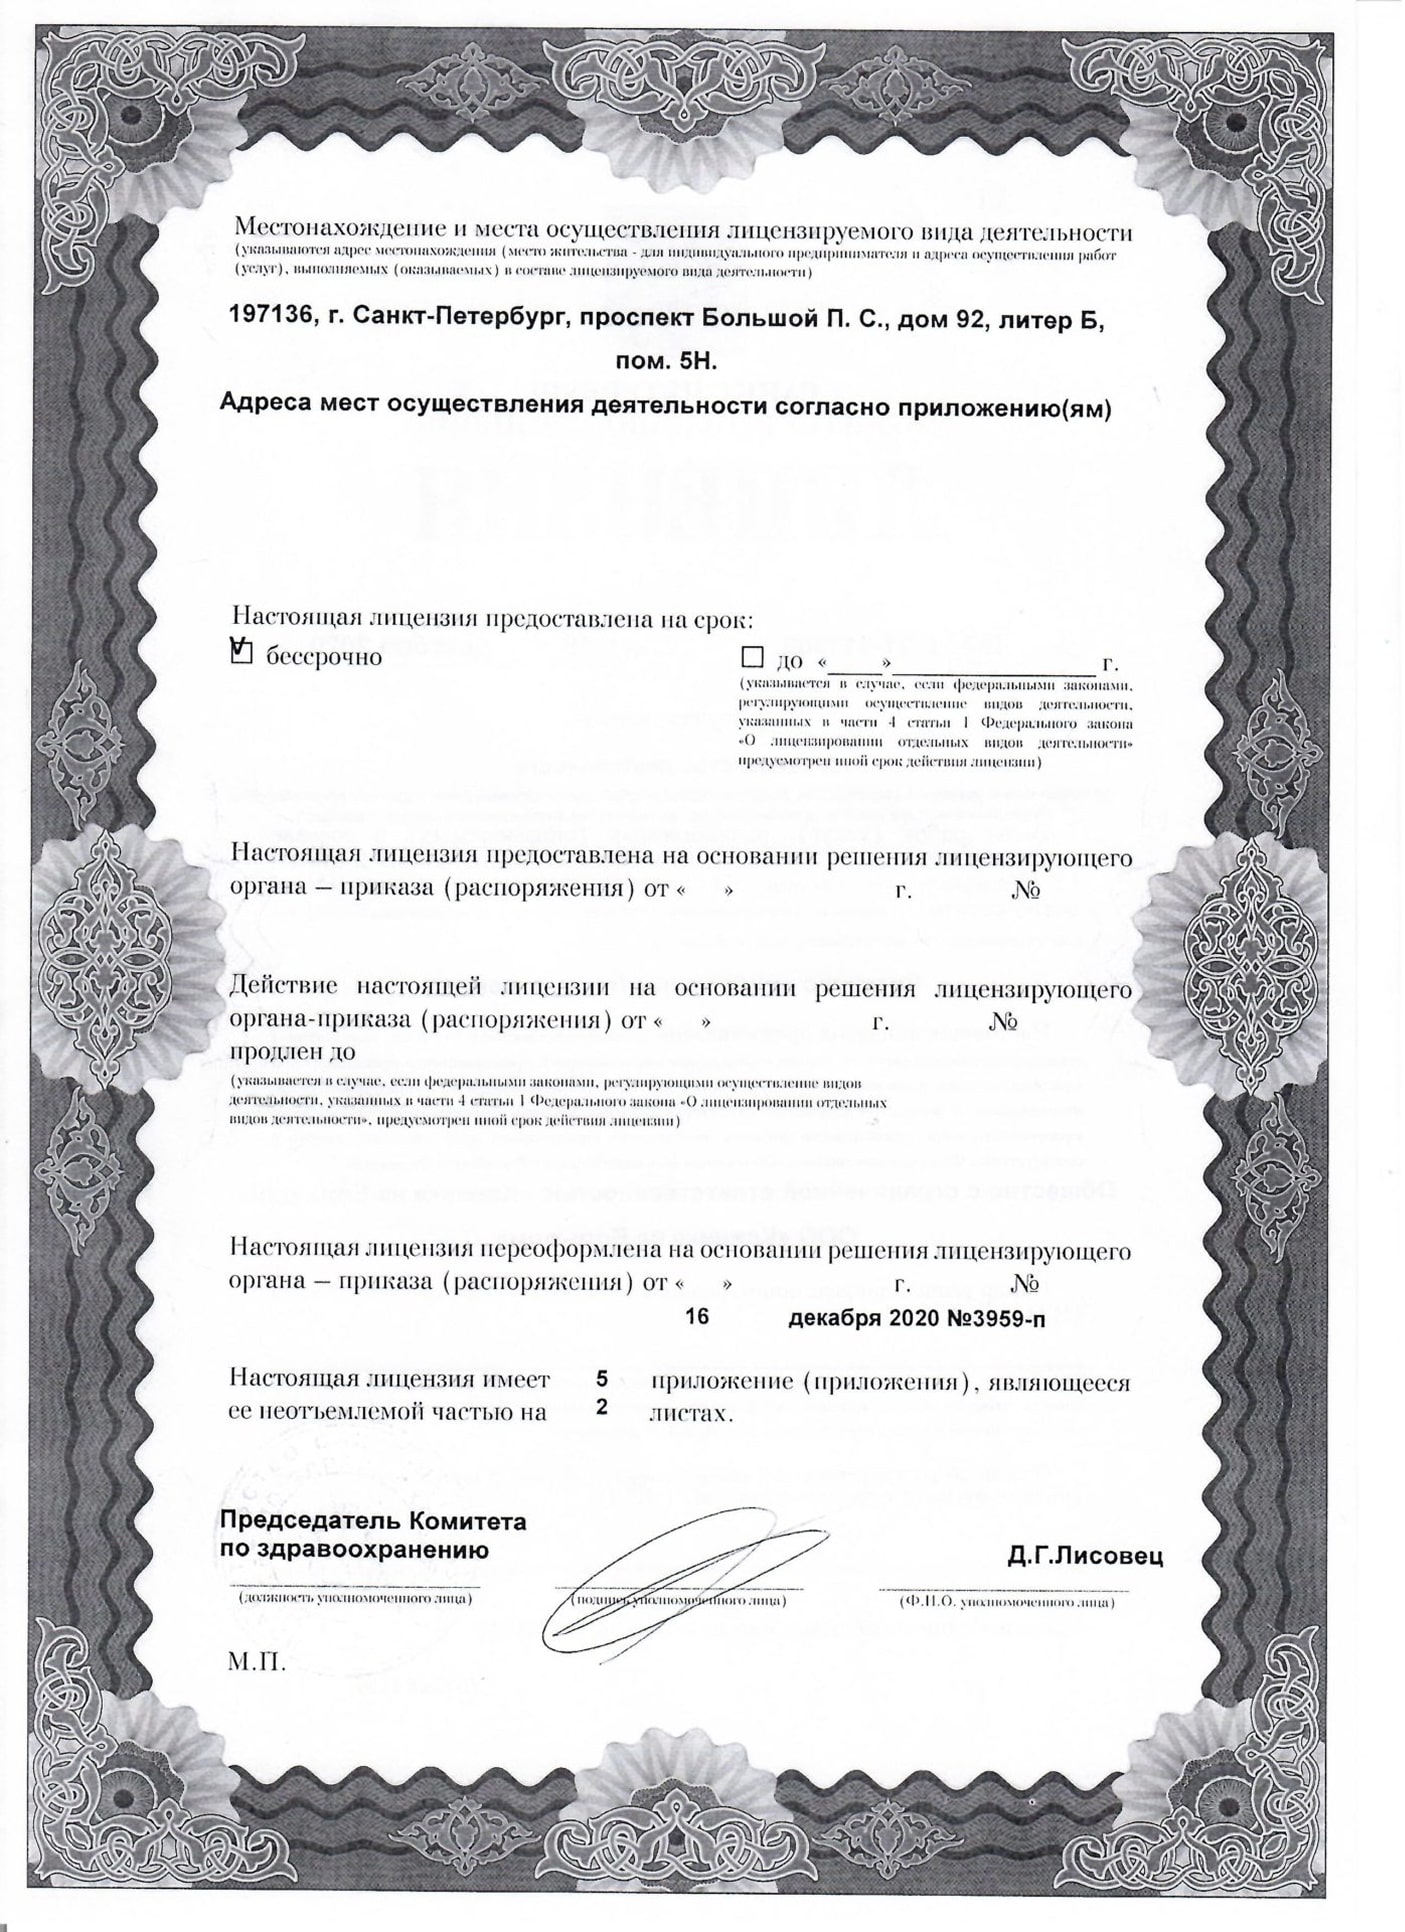 Местонахождение и места осуществления лицензируемого вида деятельности
(указываются адрес местонахождения (место жительства - для индивидуального предпринимателя и адреса осуществления работ
(услуг), выполняемых (оказываемых) в составе лицензируемого вида деятельности)
197136, г. Санкт-Петербург, проспект Большой П. С., дом 92, литер Б,
пом. 5Н.
Адреса мест осуществления деятельности согласно приложению(ям)
Настоящая лицензия предоставлена на срок:
бессрочно
до «____»____________________ г.
(указывается в случае, если федеральными законами,
регулирующими осуществление видов деятельности,
указанных в части 4 статьи 1 Федерального закона
«О лицензировании отдельных видов деятельности»
предусмотрен иной срок действия лицензии)
Настоящая лицензия предоставлена на основании решения лицензирующего
органа – приказа (распоряжения) от « » г. №
Действие настоящей лицензии на основании решения лицензирующего
органа-приказа (распоряжения) от « » г. №
продлен до
(указывается в случае, если федеральными законами, регулирующими осуществление видов
деятельности, указанных в части 4 статьи 1 Федерального закона «О лицензировании отдельных
видов деятельности», предусмотрен иной срок действия лицензии)
Настоящая лицензия переоформлена на основании решения лицензирующего
органа – приказа (распоряжения) от « » г. №
16 декабря 2020 №3959-п
Настоящая лицензия имеет 5 приложение (приложения), являющееся
ее неотъемлемой частью на 2 листах.
Председатель Комитета
по здравоохранению
Д.Г.Лисовец
(должность уполномоченного лица)
(подпись уполномоченного лица)
(Ф.И.О. уполномоченного лица)
М.П.